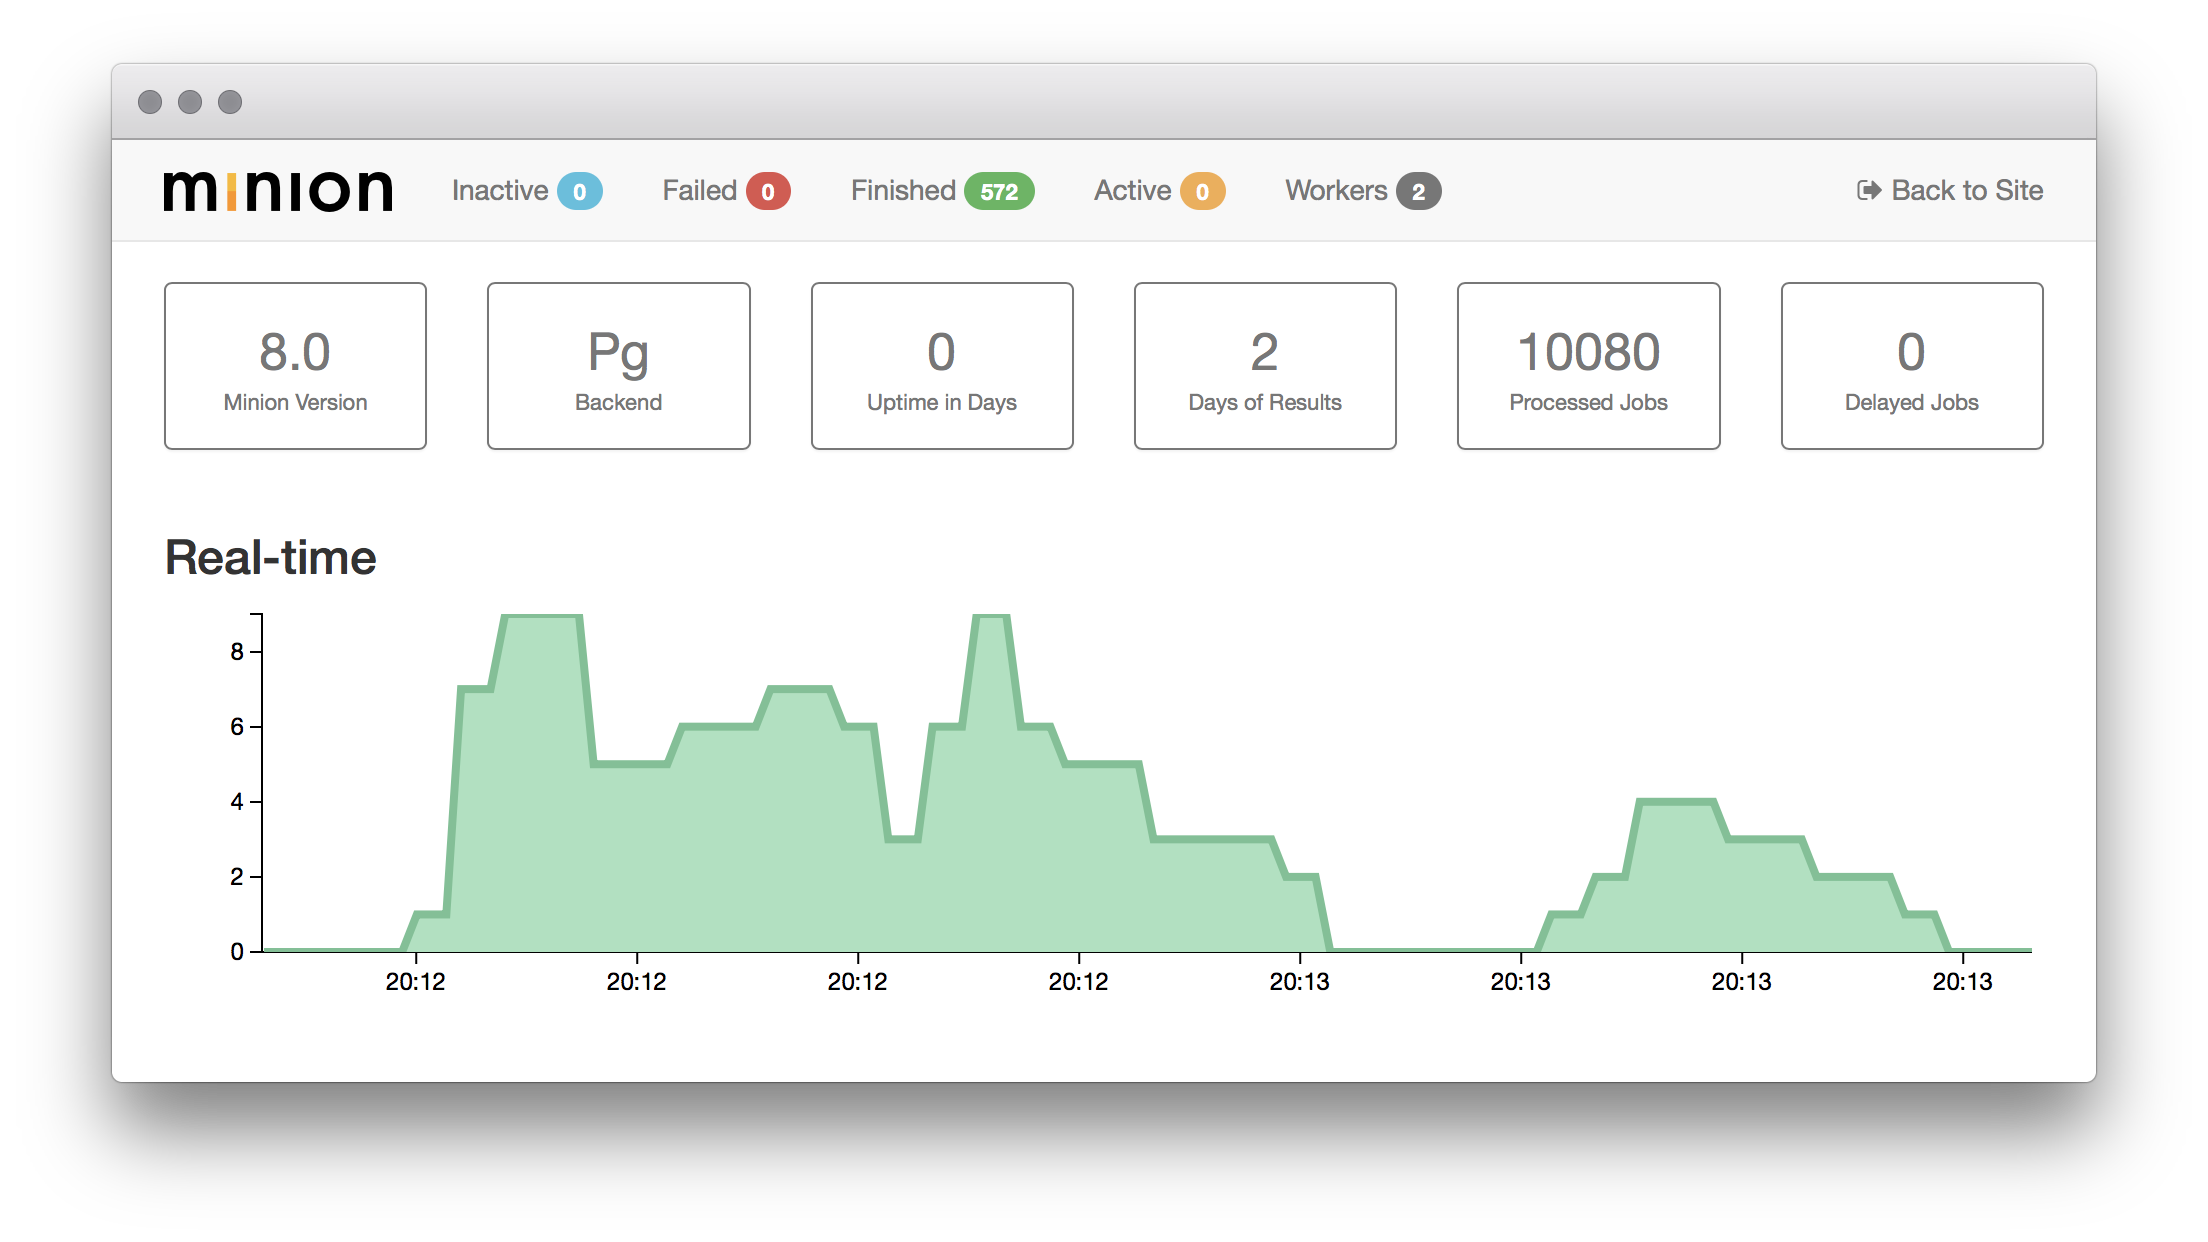 minion Inactive 0 Failed 0 Finished 572 Active 0 Workers 2 Back to Site
8.0 Pg 0 2 10080 0
Minion Version Backend Uptime in Days Days of Results Processed Jobs Delayed Jobs
Real-time
8
6
4
2
0
20:12 20:12 20:12 20:12 20:13 20:13 20:13 20:13